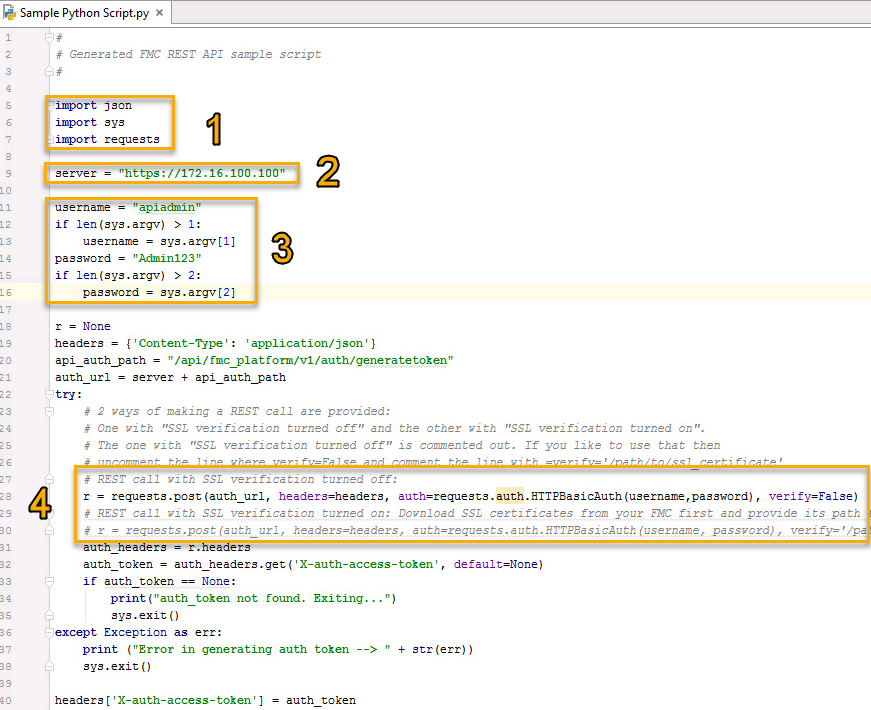 Sample Python Script.py ×
1 #
2 # Generated FMC REST API sample script
3 #
4
5 import json
6 import sys
7 import requests
1
8
9 server = "https://172.16.100.100"
2
10
11 username = "apiadmin"
12 if len(sys.argv) > 1:
13     username = sys.argv[1]
3
14 password = "Admin123"
15 if len(sys.argv) > 2:
16     password = sys.argv[2]
17
18 r = None
19 headers = {'Content-Type': 'application/json'}
20 api_auth_path = "/api/fmc_platform/v1/auth/generatetoken"
21 auth_url = server + api_auth_path
22 try:
23     # 2 ways of making a REST call are provided:
24     # One with "SSL verification turned off" and the other with "SSL verification turned on".
25     # The one with "SSL verification turned off" is commented out. If you like to use that then
26     # uncomment the line where verify=False and comment the line with =verify='/path/to/ssl_certificate'
27     # REST call with SSL verification turned off:
28     r = requests.post(auth_url, headers=headers, auth=requests.auth.HTTPBasicAuth(username,password), verify=False)
4
29     # REST call with SSL verification turned on: Download SSL certificates from your FMC first and provide its path
30     # r = requests.post(auth_url, headers=headers, auth=requests.auth.HTTPBasicAuth(username, password), verify='/pa
31     auth_headers = r.headers
32     auth_token = auth_headers.get('X-auth-access-token', default=None)
33     if auth_token == None:
34         print("auth_token not found. Exiting...")
35         sys.exit()
36 except Exception as err:
37     print ("Error in generating auth token --> " + str(err))
38     sys.exit()
39
40 headers['X-auth-access-token'] = auth_token